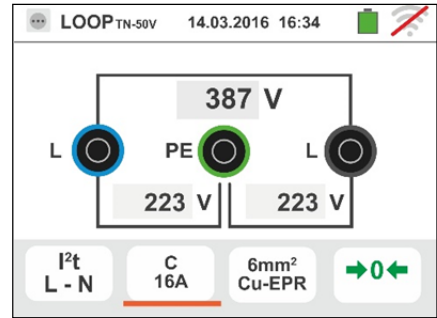 LOOP TN-50V 14.03.2016 16:34
387 V
L PE L
223 V 223 V
I²t C 6mm² →0←
L - N 16A Cu-EPR